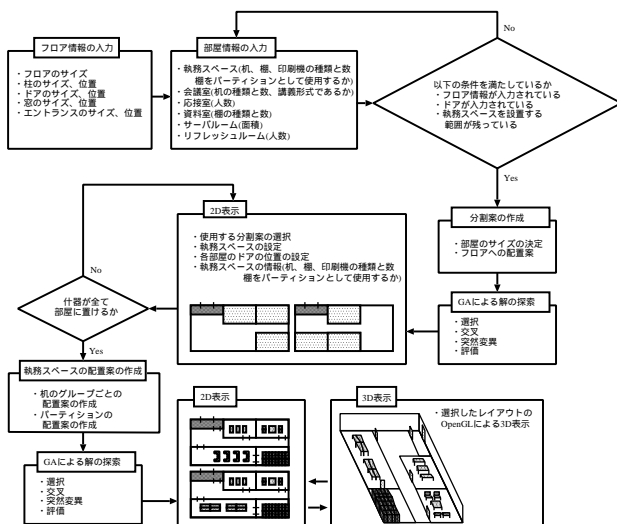 フロア情報の入力
・フロアのサイズ
・柱のサイズ、位置
・ドアのサイズ、位置
・窓のサイズ、位置
・エントランスのサイズ、位置
部屋情報の入力
・執務スペース(机、棚、印刷機の種類と数
棚をパーティションとして使用するか)
・会議室(机の種類と数、講義形式であるか)
・応接室(人数)
・資料室(棚の種類と数)
・サーバルーム(面積)
・リフレッシュルーム(人数)
No
以下の条件を満たしているか
・フロア情報が入力されている
・ドアが入力されている
・執務スペースを設置する
範囲が残っている
Yes
分割案の作成
・部屋のサイズの決定
・フロアへの配置案
GAによる解の探索
・選択
・交叉
・突然変異
・評価
2D表示
・使用する分割案の選択
・執務スペースの設定
・各部屋のドアの位置の設定
・執務スペースの情報(机、棚、印刷機の種類と数
棚をパーティションとして使用するか)
No
什器が全て
部屋に置けるか
Yes
執務スペースの配置案の作成
・机のグループごとの
配置案の作成
・パーティションの
配置案の作成
GAによる解の探索
・選択
・交叉
・突然変異
・評価
2D表示
3D表示
・選択したレイアウトの
OpenGLによる3D表示